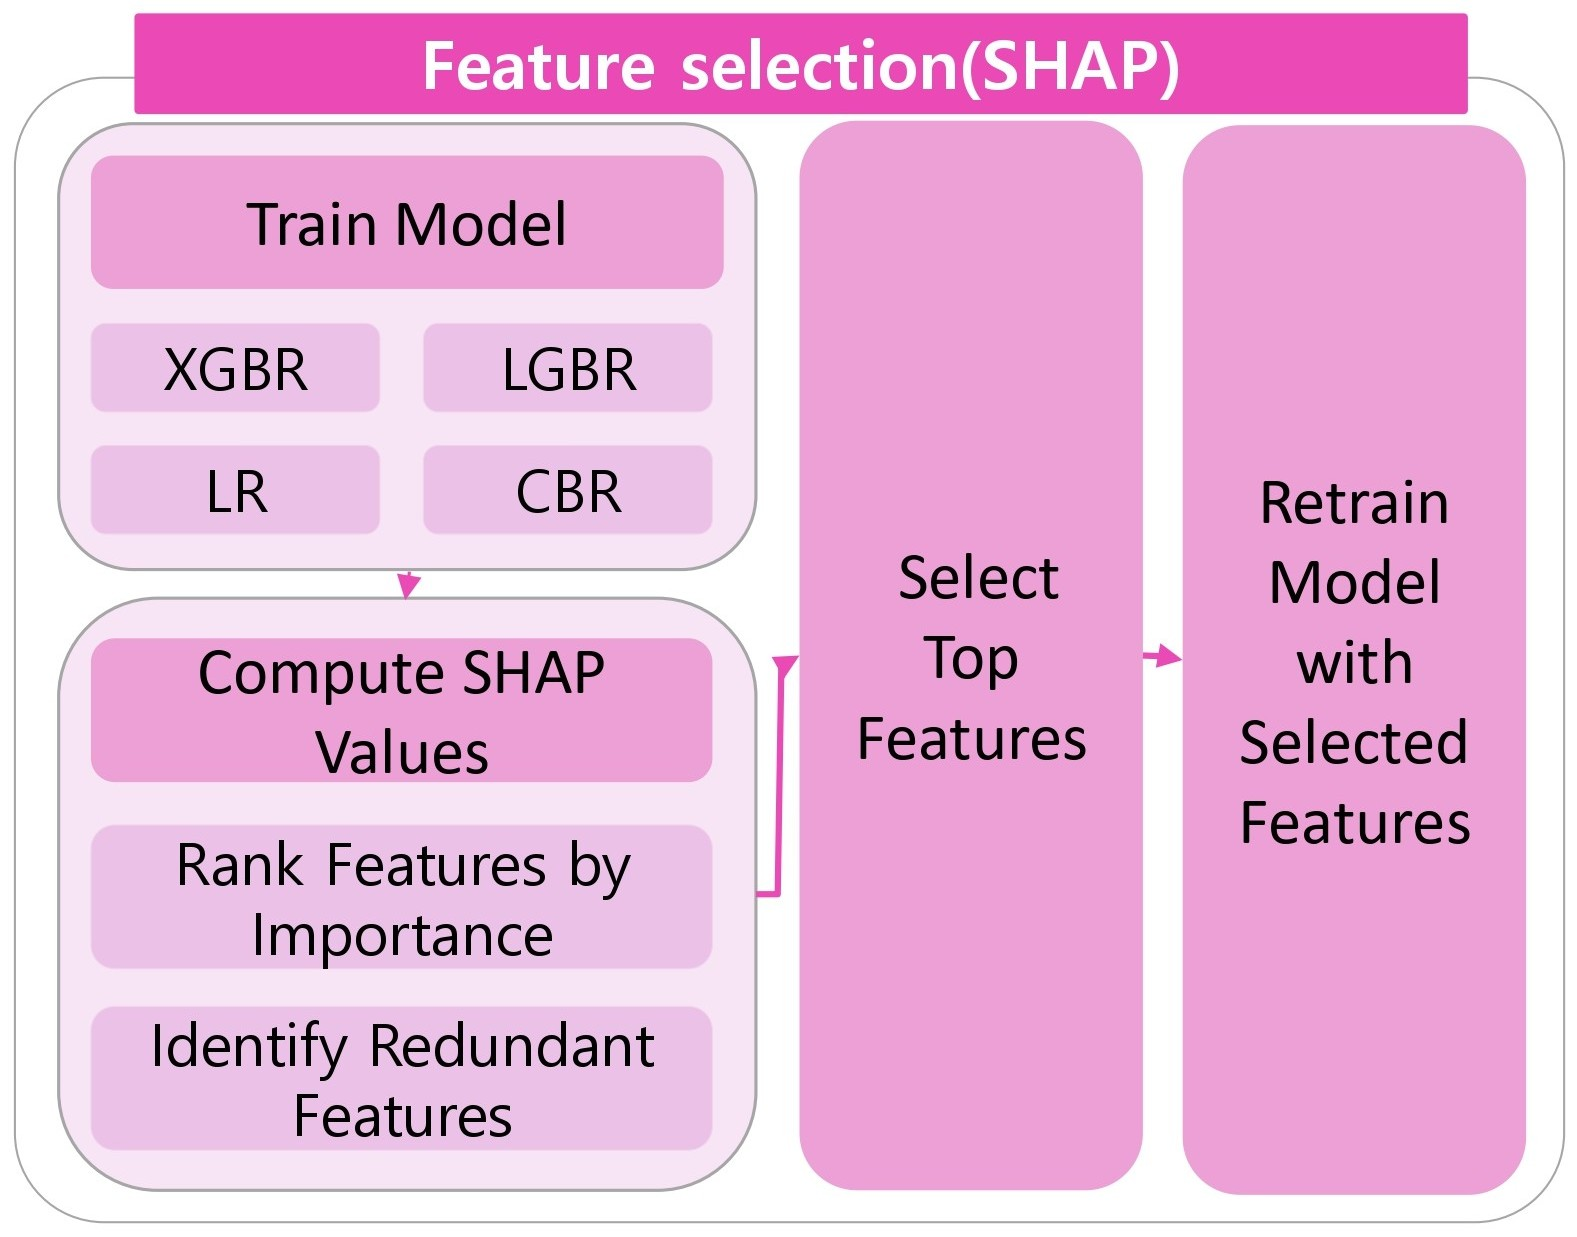 Feature selection(SHAP)
Train Model
XGBR
LGBR
LR
CBR
Compute SHAP
Values
Rank Features by
Importance
Identify Redundant
Features
Select
Top
Features
Retrain
Model
with
Selected
Features